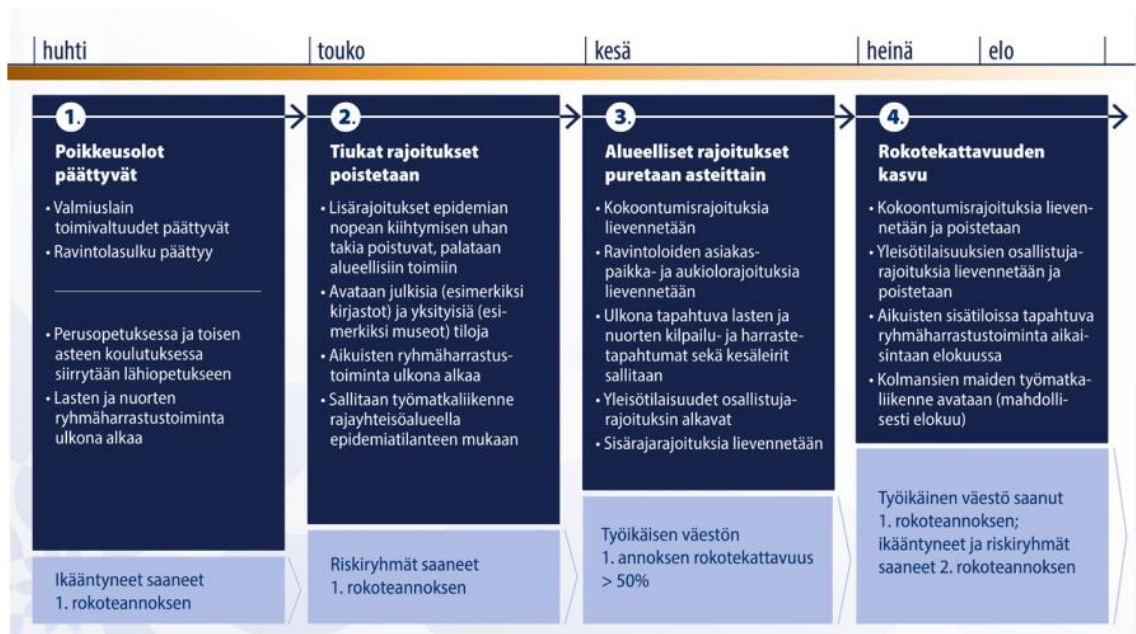 huhti
touko
kesä
heinä
elo
1.
Poikkeusolot
päättyvät
• Valmiuslain
toimivaltuudet päättyvät
• Ravintolasulku päättyy
• Perusopetuksessa ja toisen
asteen koulutuksessa
siirrytään lähiopetukseen
• Lasten ja nuorten
ryhmäharrastustoiminta
ulkona alkaa
Ikääntyneet saaneet
1. rokoteannoksen
2.
Tiukat rajoitukset
poistetaan
• Lisärajoitukset epidemian
nopean kiihtymisen uhan
takia poistuvat, palataan
alueellisiin toimiin
• Avataan julkisia (esimerkiksi
kirjastot) ja yksityisiä (esi-
merkiksi museot) tiloja
• Aikuisten ryhmäharrastus-
toiminta ulkona alkaa
• Sallitaan työmatkaliikenne
rajayhteisöalueella
epidemiatilanteen mukaan
Riskiryhmät saaneet
1. rokoteannoksen
3.
Alueelliset rajoitukset
puretaan asteittain
• Kokoontumisrajoituksia
lievennetään
• Ravintoloiden asiakas-
paikka- ja aukiolorajoituksia
lievennetään
• Ulkona tapahtuva lasten ja
nuorten kilpailu- ja harraste-
tapahtumat sekä kesäleirit
sallitaan
• Yleisötilaisuudet osallistuja-
rajoituksin alkavat
• Sisärajarajoituksia lievennetään
Työikäisen väestön
1. annoksen rokotekattavuus
> 50%
4.
Rokotekattavuuden
kasvu
• Kokoontumisrajoituksia lieven-
netään ja poistetaan
• Yleisötilaisuuksien osallistuja-
rajoituksia lievennetään ja
poistetaan
• Aikuisten sisätiloissa tapahtuva
ryhmäharrastustoiminta aikai-
sintaan elokuussa
• Kolmansien maiden työmatka-
liikenne avataan (mahdolli-
sesti elokuu)
Työikäinen väestö saanut
1. rokoteannoksen;
ikääntyneet ja riskiryhmät
saaneet 2. rokoteannoksen